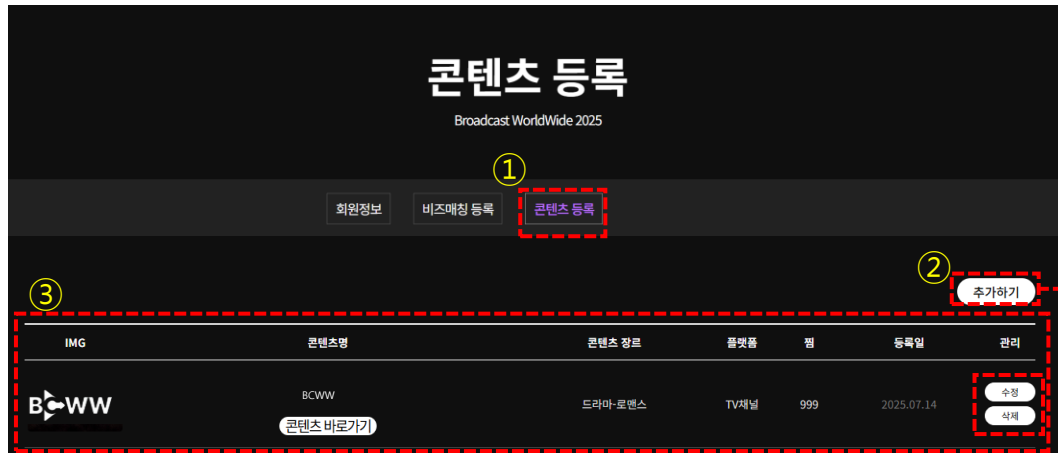 콘텐츠 등록
Broadcast WorldWide 2025
①
회원정보 비즈매칭 등록 콘텐츠 등록
②
추가하기
③
IMG 콘텐츠명 콘텐츠 장르 플랫폼 찜 등록일 관리
BCWW BCWW 드라마-로맨스 TV채널 999 2025.07.14 수정
콘텐츠 바로가기 삭제